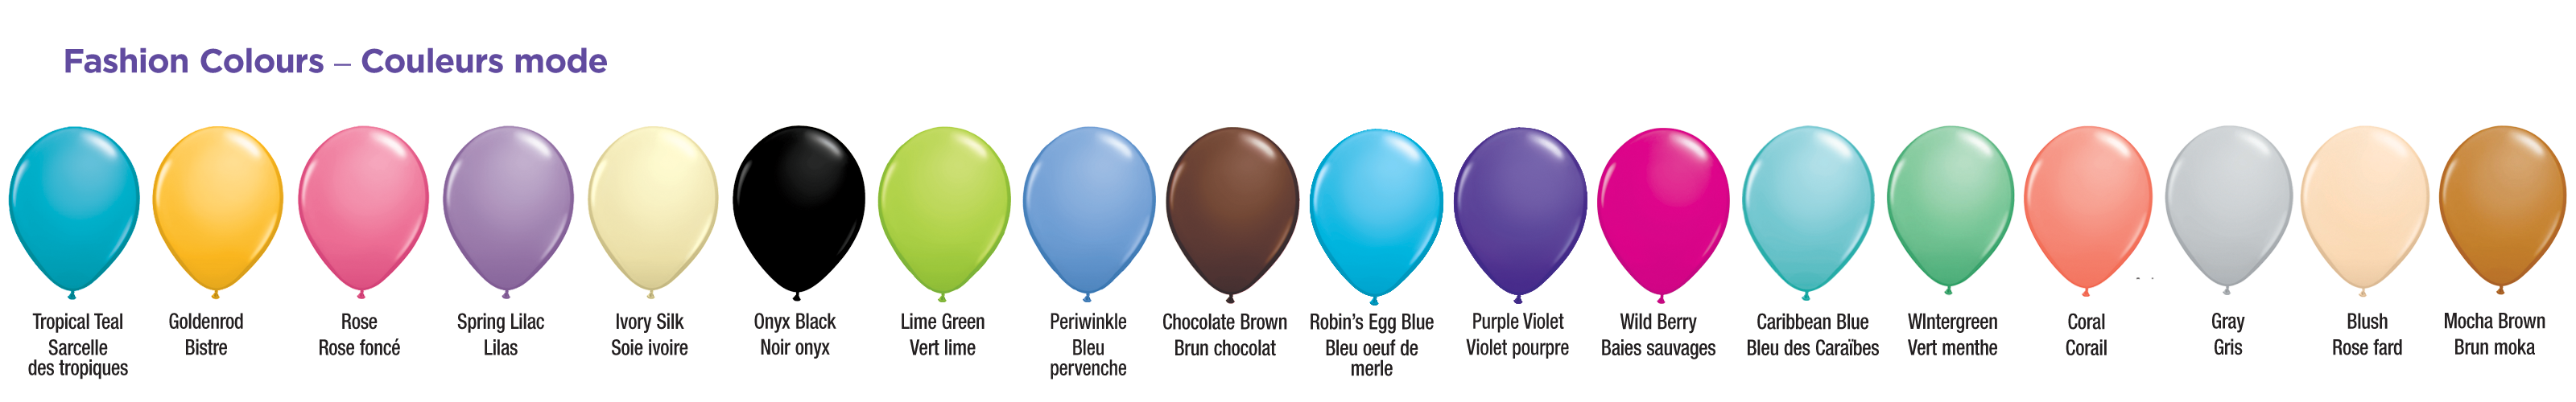 Fashion Colours – Couleurs mode
Tropical Teal
Sarcelle
des tropiques
Goldenrod
Bistre
Rose
Rose foncé
Spring Lilac
Lilas
Ivory Silk
Soie ivoire
Onyx Black
Noir onyx
Lime Green
Vert lime
Periwinkle
Bleu
pervenche
Chocolate Brown
Brun chocolat
Robin's Egg Blue
Bleu oeuf de
merle
Purple Violet
Violet pourpre
Wild Berry
Baies sauvages
Caribbean Blue
Bleu des Caraïbes
WIntergreen
Vert menthe
Coral
Corail
Gray
Gris
Blush
Rose fard
Mocha Brown
Brun moka